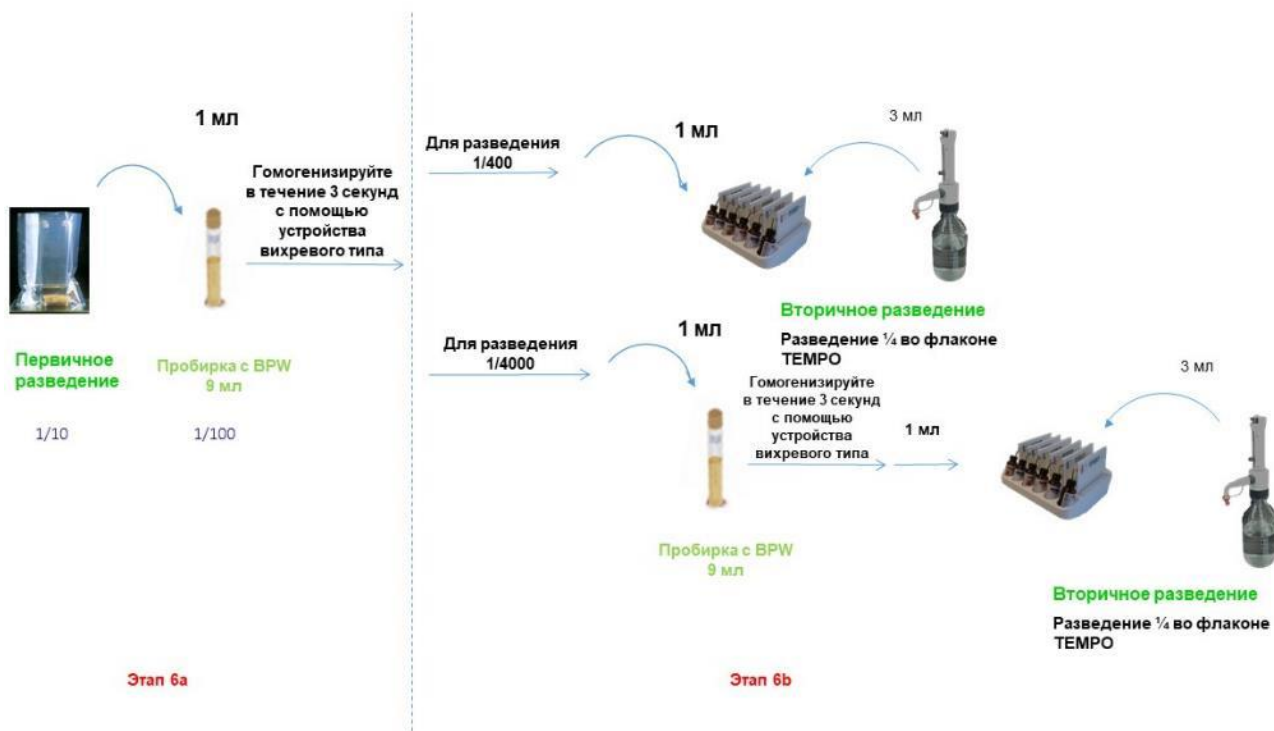 1 мл
Гомогенизируйте
в течение 3 секунд
с помощью
устройства
вихревого типа
Первичное
разведение
Пробирка с BPW
9 мл
1/10
1/100
Этап 6a
Для разведения
1/400
1 мл
3 мл
Вторичное разведение
Разведение ¼ во флаконе
TEMPO
Для разведения
1/4000
1 мл
Гомогенизируйте
в течение 3 секунд
с помощью
устройства
вихревого типа
1 мл
3 мл
Пробирка с BPW
9 мл
Вторичное разведение
Разведение ¼ во флаконе
TEMPO
Этап 6b